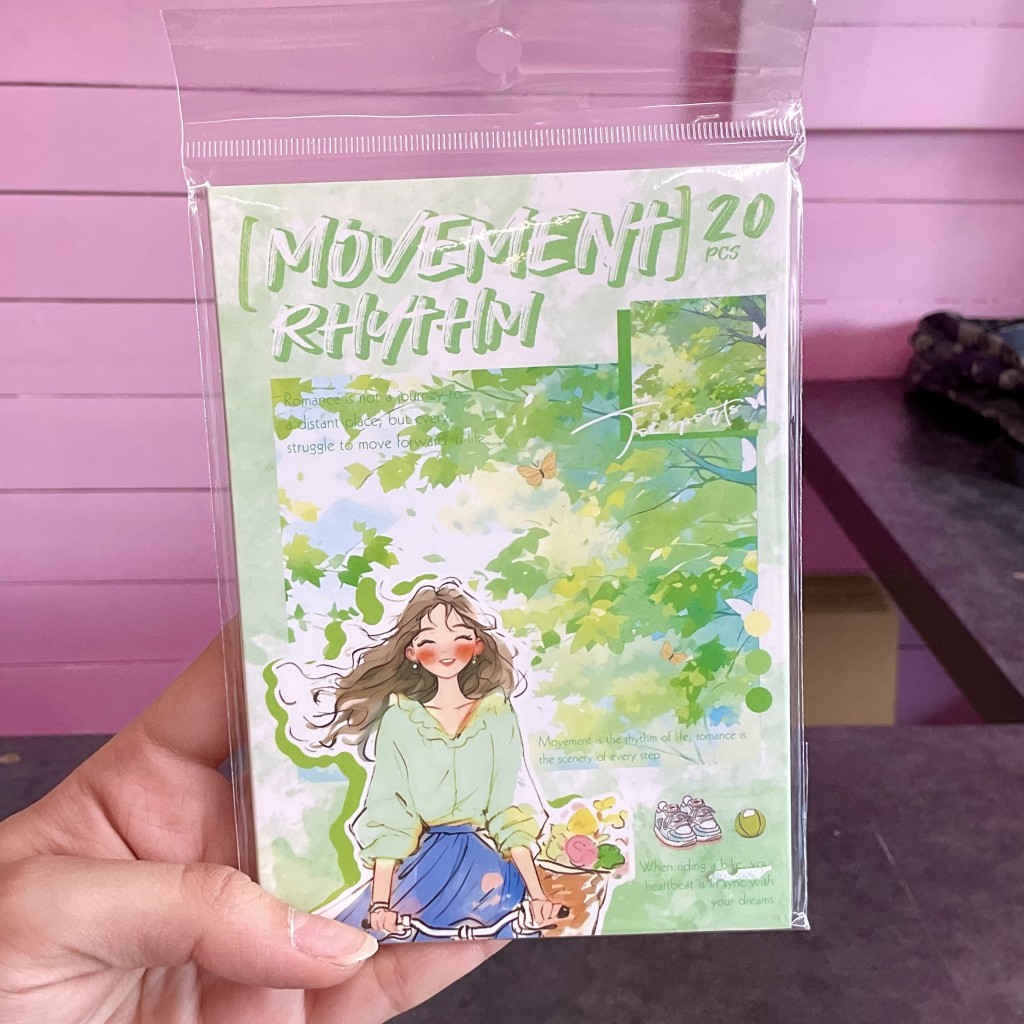 [MOVEMENT]
RHYTHM
20
PCS
Romance is not a journey to
a distant place, but every
struggle to move forward in life
Movement is the rhythm of life, romance is
the scenery of every step
When riding a bike, your
heartbeat is in sync with
your dreams